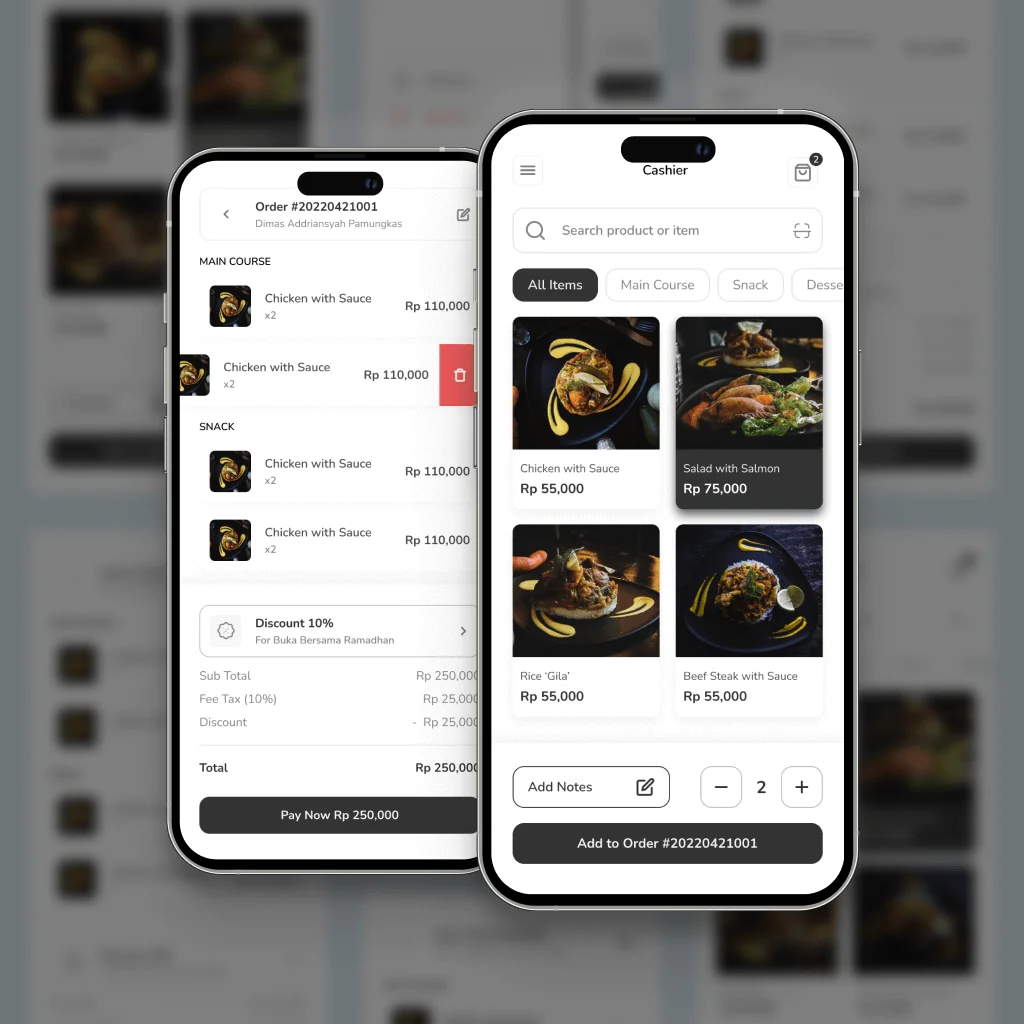 Order #20220421001
Dimas Addriansyah Pamungkas
MAIN COURSE
Chicken with Sauce
x2
Rp 110,000
Chicken with Sauce
x2
Rp 110,000
SNACK
Chicken with Sauce
x2
Rp 110,000
Chicken with Sauce
x2
Rp 110,000
Discount 10%
For Buka Bersama Ramadhan
Sub Total Rp 250,000
Fee Tax (10%) Rp 25,000
Discount - Rp 25,000
Total Rp 250,000
Pay Now Rp 250,000
Cashier
2
Search product or item
All Items Main Course Snack Desse
Chicken with Sauce
Rp 55,000
Salad with Salmon
Rp 75,000
Rice ‘Gila’
Rp 55,000
Beef Steak with Sauce
Rp 55,000
Add Notes
2
Add to Order #20220421001